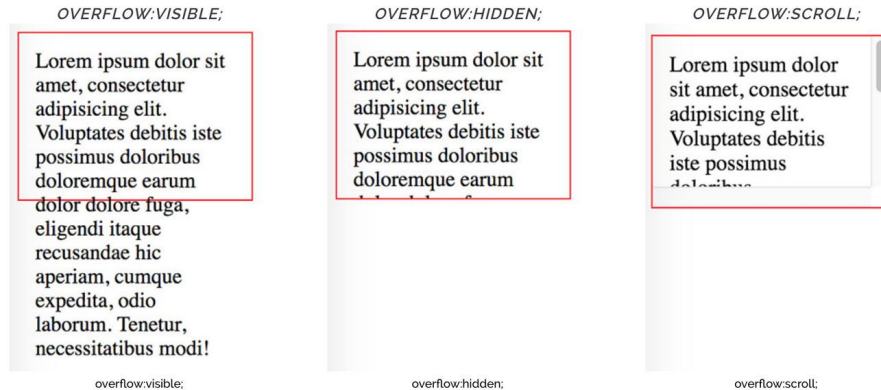 OVERFLOW:VISIBLE;
Lorem ipsum dolor sit
amet, consectetur
adipisicing elit.
Voluptates debitis iste
possimus doloribus
doloremque earum
dolor dolore fuga,
eligendi itaque
recusandae hic
aperiam, cumque
expedita, odio
laborum. Tenetur,
necessitatibus modi!
overflow:visible;
OVERFLOW:HIDDEN;
Lorem ipsum dolor sit
amet, consectetur
adipisicing elit.
Voluptates debitis iste
possimus doloribus
doloremque earum
overflow:hidden;
OVERFLOW:SCROLL;
Lorem ipsum dolor
sit amet, consectetur
adipisicing elit.
Voluptates debitis
iste possimus
overflow:scroll;